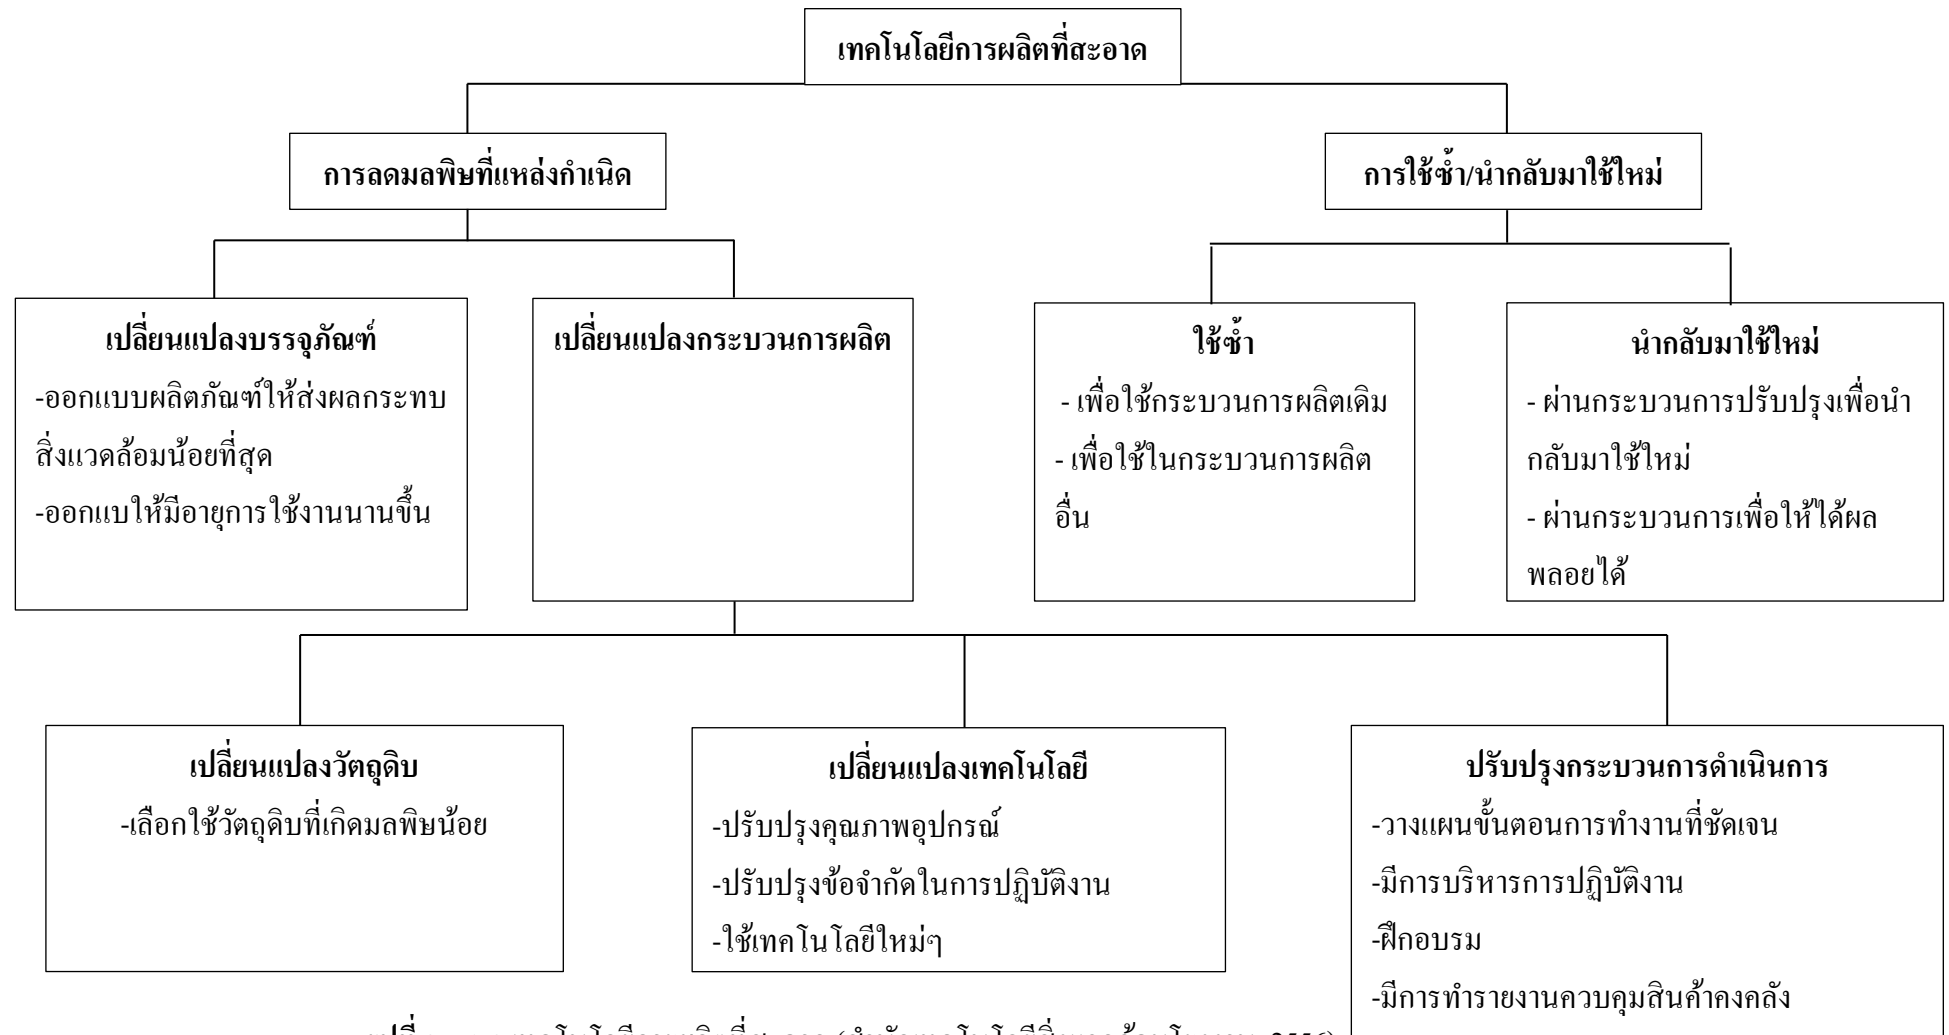 เทคโนโลยีการผลิตที่สะอาด
การลดมลพิษที่แหล่งกำเนิด
การใช้ซ้ำ/นำกลับมาใช้ใหม่
เปลี่ยนแปลงบรรจุภัณฑ์
-ออกแบบผลิตภัณฑ์ให้ส่งผลกระทบ
สิ่งแวดล้อมน้อยที่สุด
-ออกแบให้มีอายุการใช้งานนานขึ้น
เปลี่ยนแปลงกระบวนการผลิต
ใช้ซ้ำ
- เพื่อใช้กระบวนการผลิตเดิม
- เพื่อใช้ในกระบวนการผลิต
อื่น
นำกลับมาใช้ใหม่
- ผ่านกระบวนการปรับปรุงเพื่อนำ
กลับมาใช้ใหม่
- ผ่านกระบวนการเพื่อให้ได้ผล
พลอยได้
เปลี่ยนแปลงวัตถุดิบ
-เลือกใช้วัตถุดิบที่เกิดมลพิษน้อย
เปลี่ยนแปลงเทคโนโลยี
-ปรับปรุงคุณภาพอุปกรณ์
-ปรับปรุงข้อจำกัดในการปฏิบัติงาน
-ใช้เทคโนโลยีใหม่ๆ
ปรับปรุงกระบวนการดำเนินการ
-วางแผนขั้นตอนการทำงานที่ชัดเจน
-มีการบริหารการปฏิบัติงาน
-ฝึกอบรม
-มีการทำรายงานควบคุมสินค้าคงคลัง